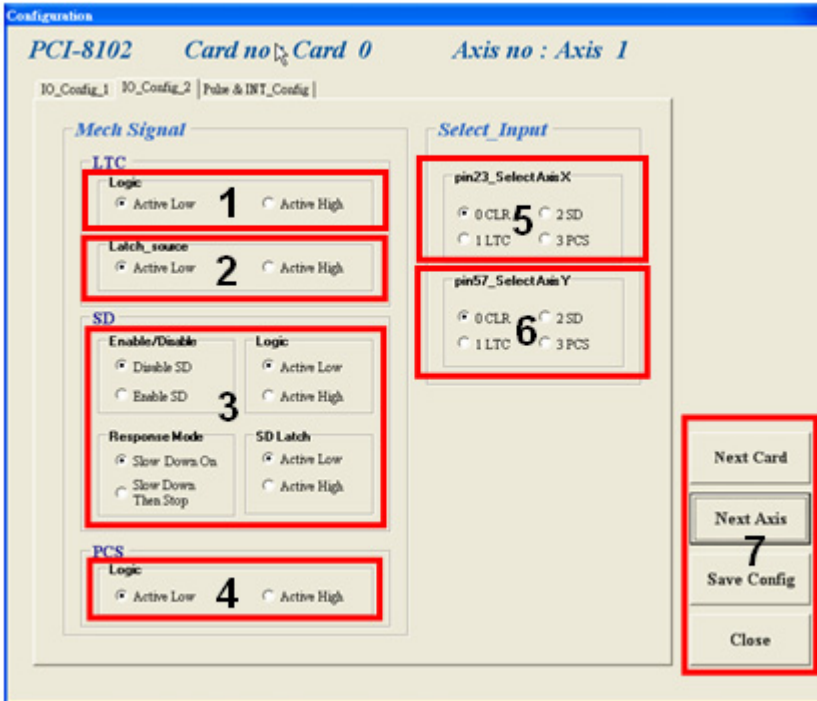 Configuration
PCI-8102 Card no Card 0 Axis no : Axis 1
IO_Config_1 IO_Config_2 Pulse & INT_Config
Mech Signal
LTC
Logic
Active Low 1 Active High
Latch_source
Active Low 2 Active High
SD
Enable/Disable
Disable SD
Enable SD
Logic
Active Low
Active High
3
Response Mode
Slow Down On
Slow Down
Then Stop
SD Latch
Active Low
Active High
PCS
Logic
Active Low 4 Active High
Select_Input
pin23_SelectAxisX
0 CLR 2 SD
5
1 LTC 3 PCS
pin57_SelectAxisY
0 CLR 2 SD
6
1 LTC 3 PCS
Next Card
Next Axis
7
Save Config
Close